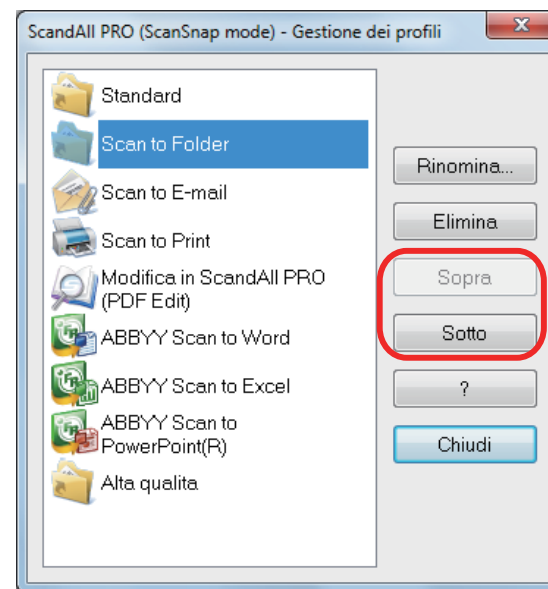 ScandAll PRO (ScanSnap mode) - Gestione dei profili
Standard
Scan to Folder
Scan to E-mail
Scan to Print
Modifica in ScandAll PRO
(PDF Edit)
ABBYY Scan to Word
ABBYY Scan to Excel
ABBYY Scan to
PowerPoint(R)
Alta qualita
Rinomina...
Elimina
Sopra
Sotto
?
Chiudi